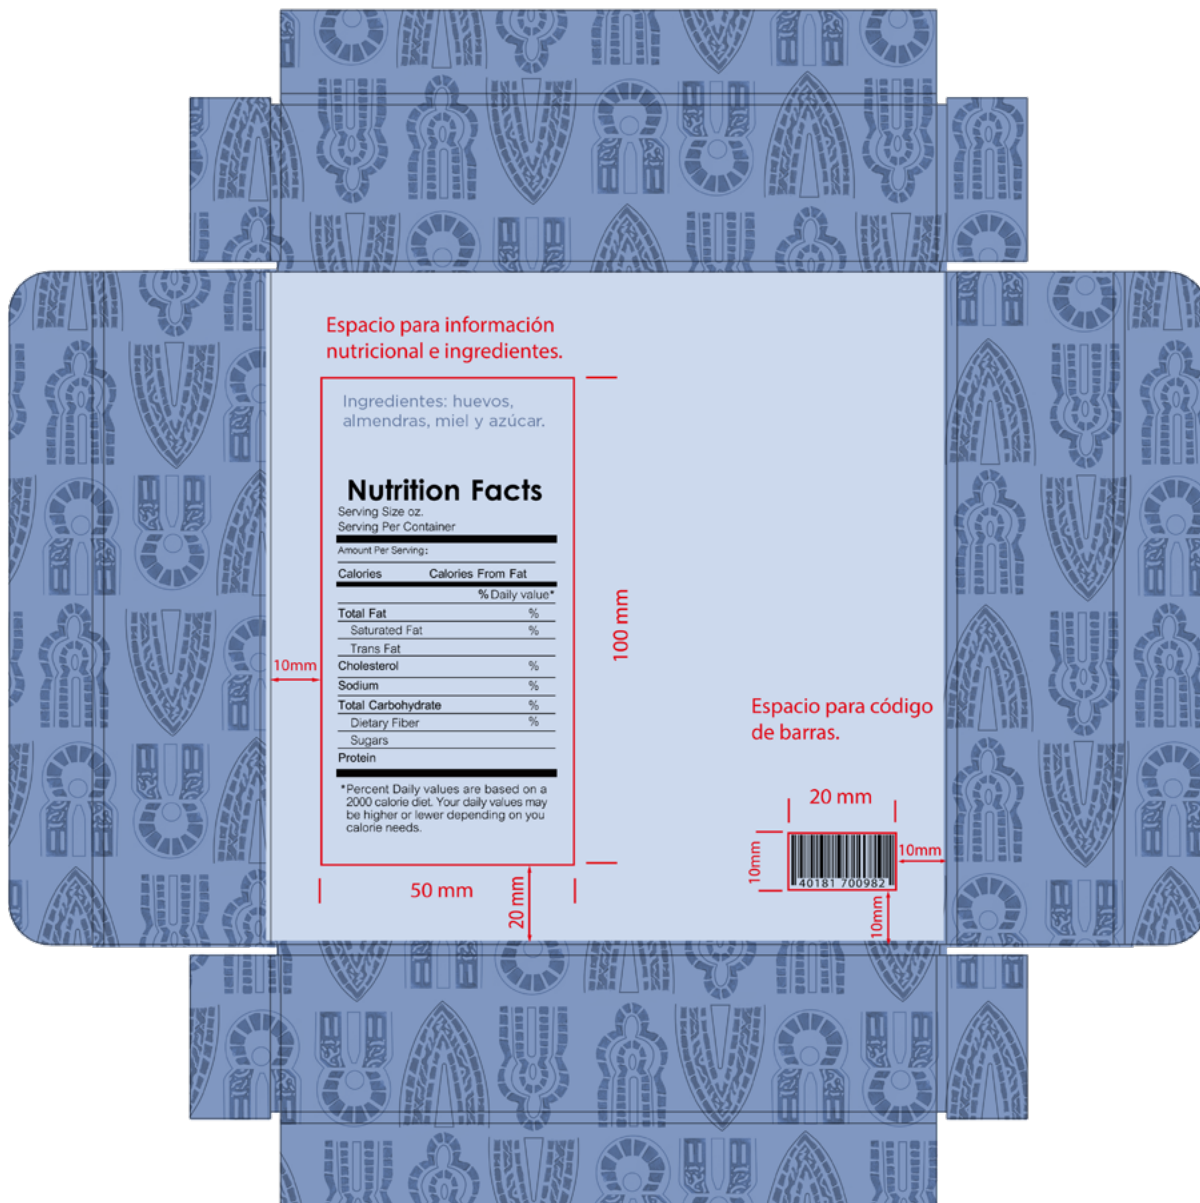 Espacio para información
nutricional e ingredientes.
Ingredientes: huevos,
almendras, miel y azúcar.
Nutrition Facts
Serving Size oz.
Serving Per Container
Amount Per Serving:
Calories Calories From Fat
% Daily value*
Total Fat %
Saturated Fat %
Trans Fat
Cholesterol %
Sodium %
Total Carbohydrate %
Dietary Fiber %
Sugars
Protein
*Percent Daily values are based on a
2000 calorie diet. Your daily values may
be higher or lower depending on you
calorie needs.
10mm
100 mm
50 mm
20 mm
Espacio para código
de barras.
20 mm
10mm
40181 700982
10mm
10mm